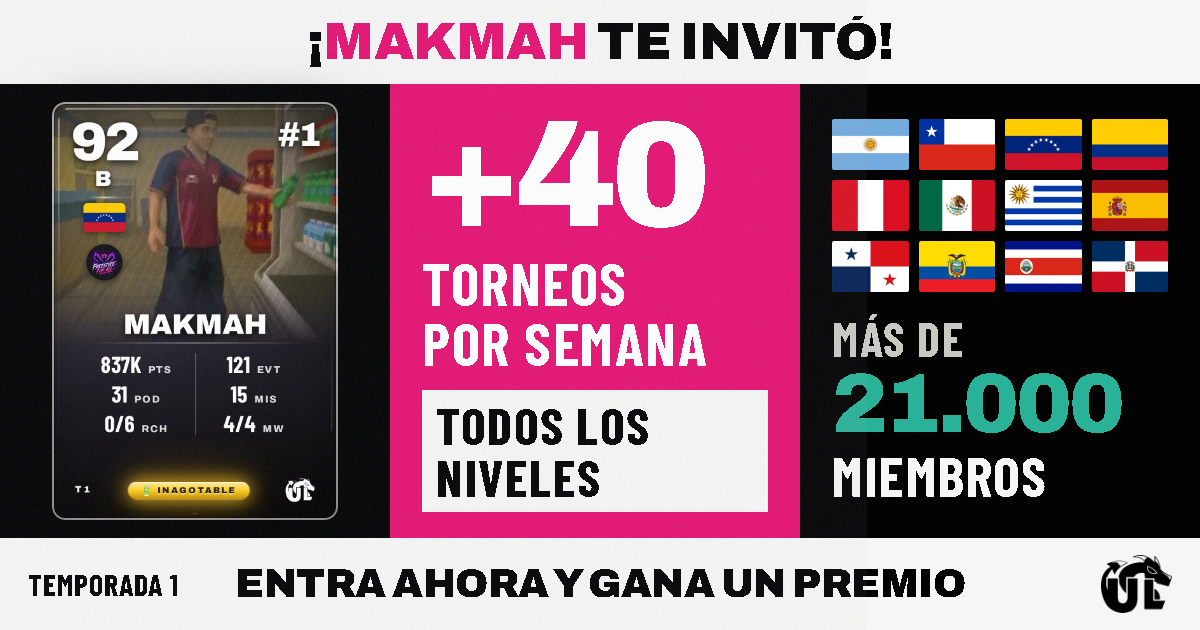 ¡MAKMAH TE INVITÓ!
92
B
#1
MAKMAH
837K PTS
121 EVT
31 POD
15 MIS
0/6 RCH
4/4 MW
T1
INAGOTABLE
UL
+40
TORNEOS
POR SEMANA
TODOS LOS
NIVELES
MÁS DE
21.000
MIEMBROS
TEMPORADA 1
ENTRA AHORA Y GANA UN PREMIO
UL